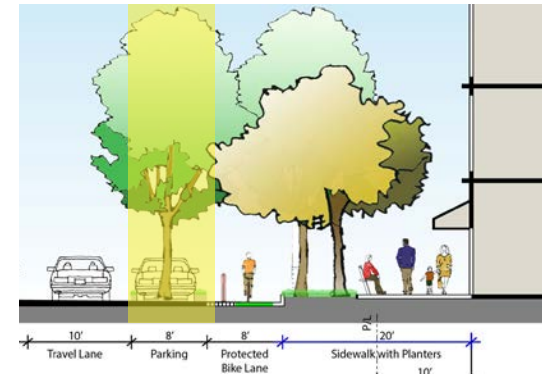 10' 8' 8' 20'
Travel Lane Parking Protected Bike Lane Sidewalk with Planters
P/L
10'